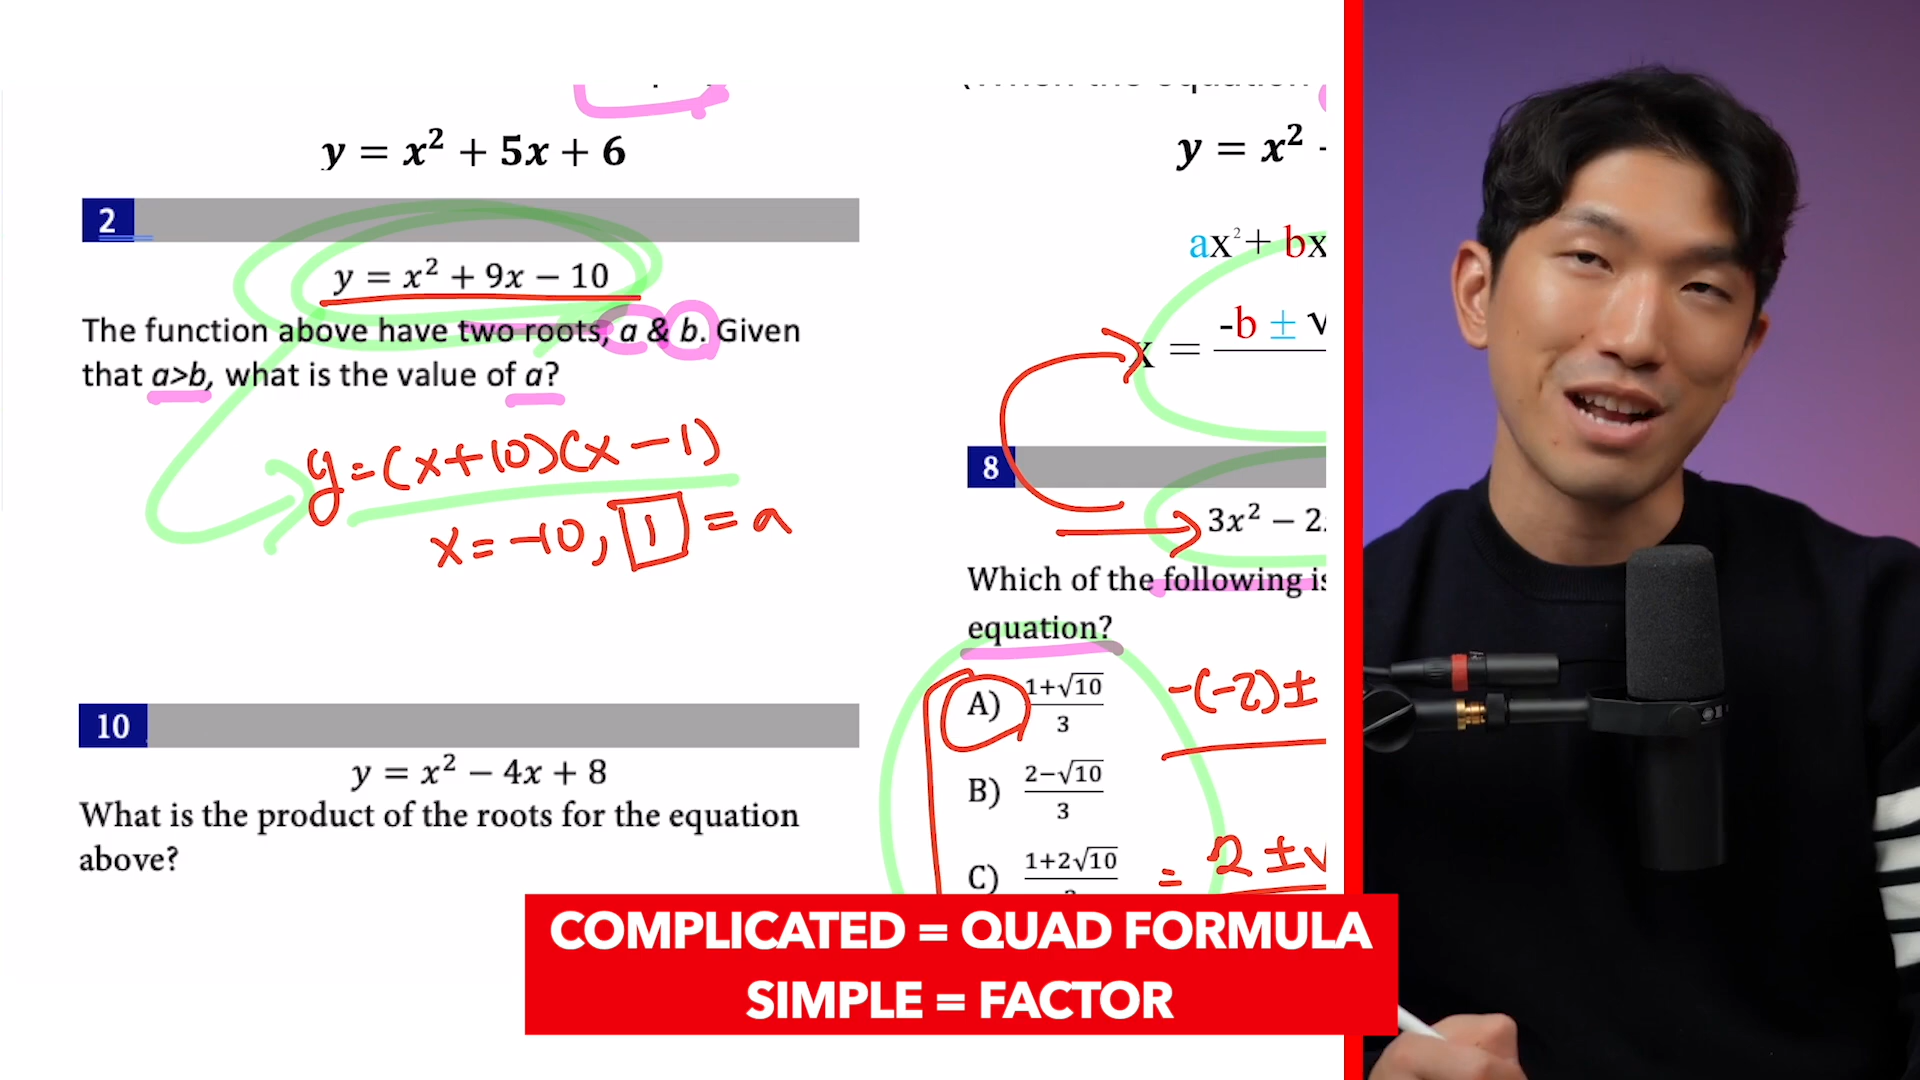 y = x² + 5x + 6
2
y = x² + 9x − 10
The function above have two roots, a & b. Given
that a>b, what is the value of a?
y=(x+10)(x−1)
x=−10, 1 = a
10
y = x² − 4x + 8
What is the product of the roots for the equation
above?
y = x² -
ax²+ bx
x = -b ± √
8
3x² − 2
Which of the following is
equation?
A) 1+√10/3
-(-2)±
B) 2−√10/3
C) 1+2√10
= 2 ±√
COMPLICATED = QUAD FORMULA
SIMPLE = FACTOR